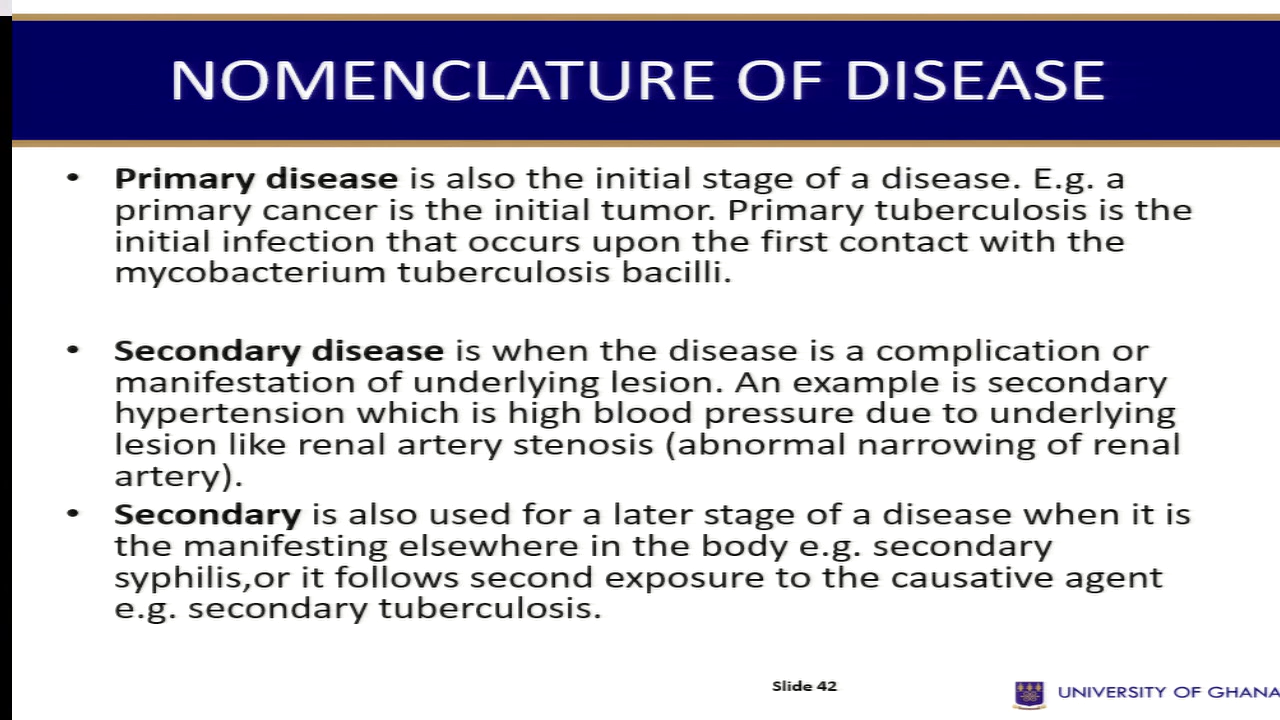 NOMENCLATURE OF DISEASE
• Primary disease is also the initial stage of a disease. E.g. a
primary cancer is the initial tumor. Primary tuberculosis is the
initial infection that occurs upon the first contact with the
mycobacterium tuberculosis bacilli.
• Secondary disease is when the disease is a complication or
manifestation of underlying lesion. An example is secondary
hypertension which is high blood pressure due to underlying
lesion like renal artery stenosis (abnormal narrowing of renal
artery).
• Secondary is also used for a later stage of a disease when it is
the manifesting elsewhere in the body e.g. secondary
syphilis,or it follows second exposure to the causative agent
e.g. secondary tuberculosis.
Slide 42
UNIVERSITY OF GHANA